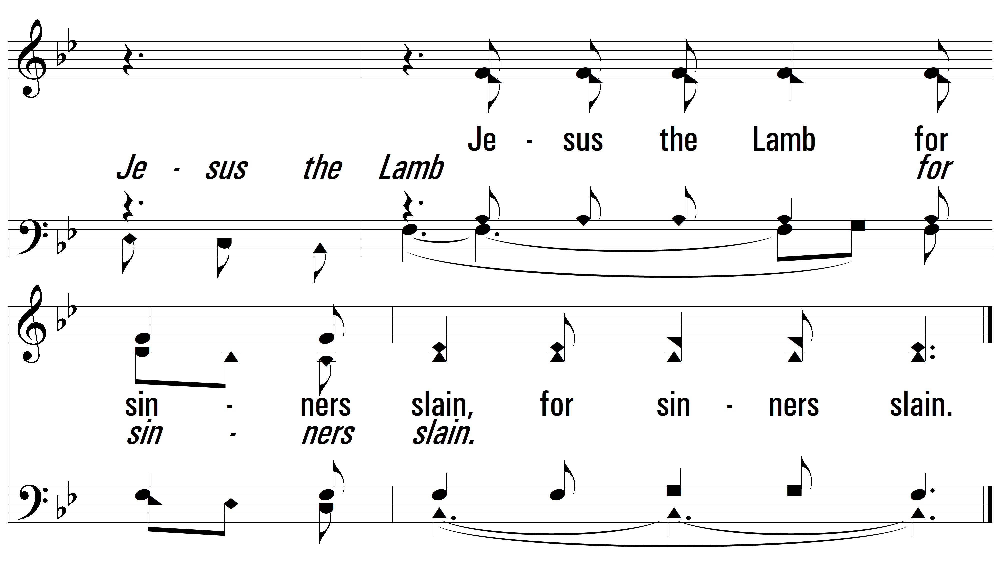 Je - sus the Lamb for
Je - sus the Lamb for
sin - ners slain, for sin - ners slain.
sin - ners slain.